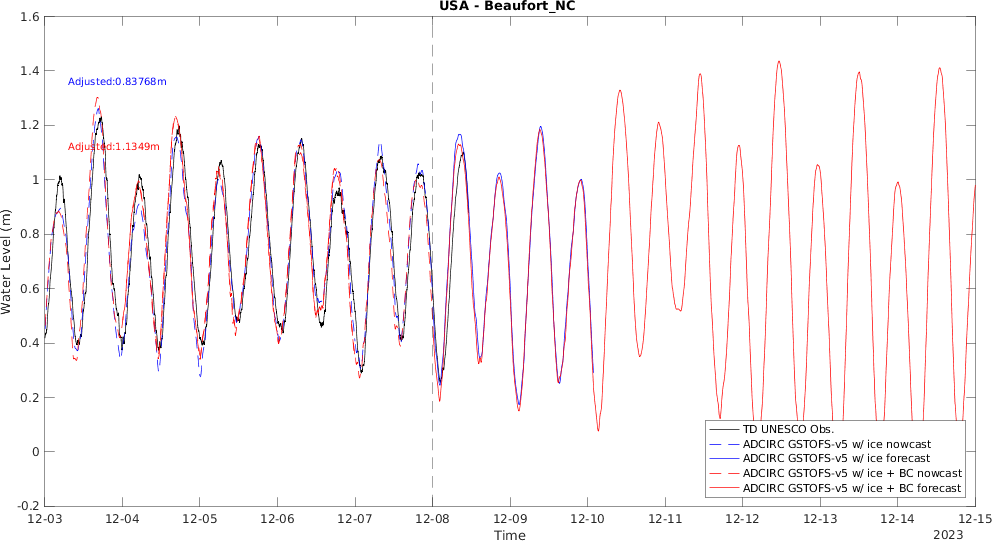 USA - Beaufort_NC
1.6
1.4
1.2
1
0.8
0.6
0.4
0.2
0
-0.2
Water Level (m)
Adjusted:0.83768m
Adjusted:1.1349m
TD UNESCO Obs.
ADCIRC GSTOFS-v5 w/ ice nowcast
ADCIRC GSTOFS-v5 w/ ice forecast
ADCIRC GSTOFS-v5 w/ ice + BC nowcast
ADCIRC GSTOFS-v5 w/ ice + BC forecast
12-03 12-04 12-05 12-06 12-07 12-08 12-09 12-10 12-11 12-12 12-13 12-14 12-15
Time
2023